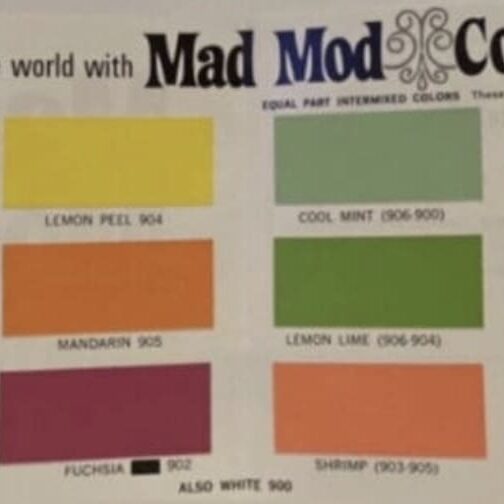 world with Mad Mod Co
EQUAL PART INTERMIXED COLORS These
LEMON PEEL 904
COOL MINT (906-900)
MANDARIN 905
LEMON LIME (906-904)
FUCHSIA 902
SHRIMP (903-905)
ALSO WHITE 900